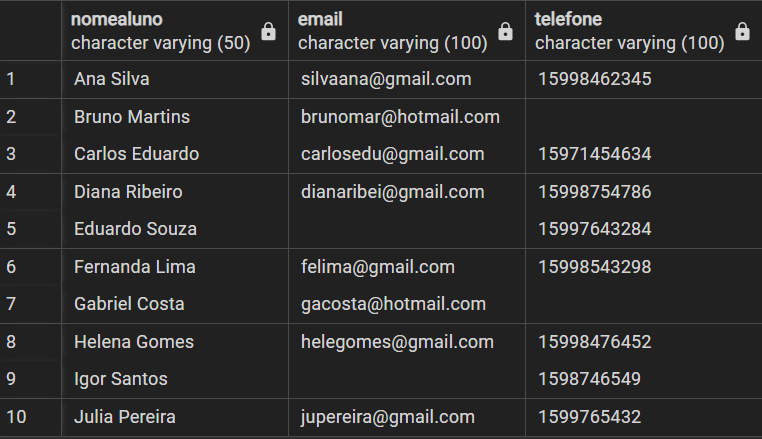 nomealuno email telefone
character varying (50) character varying (100) character varying (100)
1 Ana Silva silvaana@gmail.com 15998462345
2 Bruno Martins brunomar@hotmail.com
3 Carlos Eduardo carlosedu@gmail.com 15971454634
4 Diana Ribeiro dianaribei@gmail.com 15998754786
5 Eduardo Souza 15997643284
6 Fernanda Lima felima@gmail.com 15998543298
7 Gabriel Costa gacosta@hotmail.com
8 Helena Gomes helegomes@gmail.com 15998476452
9 Igor Santos 1598746549
10 Julia Pereira jupereira@gmail.com 1599765432